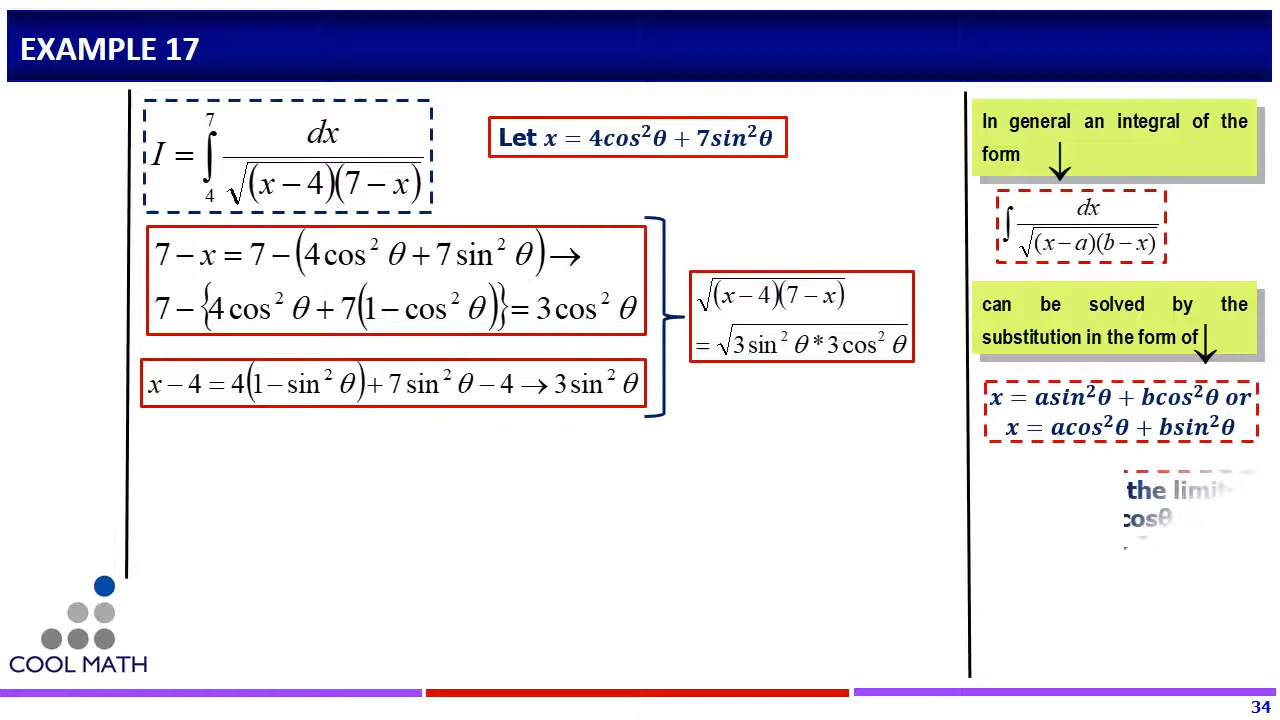 EXAMPLE 17
I = ∫₄⁷ dx / √((x − 4)(7 − x))
Let x = 4cos²θ + 7sin²θ
7 − x = 7 − (4cos²θ + 7sin²θ) →
7 − {4cos²θ + 7(1 − cos²θ)} = 3cos²θ
x − 4 = 4(1 − sin²θ) + 7sin²θ − 4 → 3sin²θ
√((x − 4)(7 − x))
= √(3sin²θ * 3cos²θ)
In general an integral of the
form
∫ dx / √((x − a)(b − x))
can be solved by the
substitution in the form of
x = asin²θ + bcos²θ or
x = acos²θ + bsin²θ
the limit
cosθ
COOL MATH
34